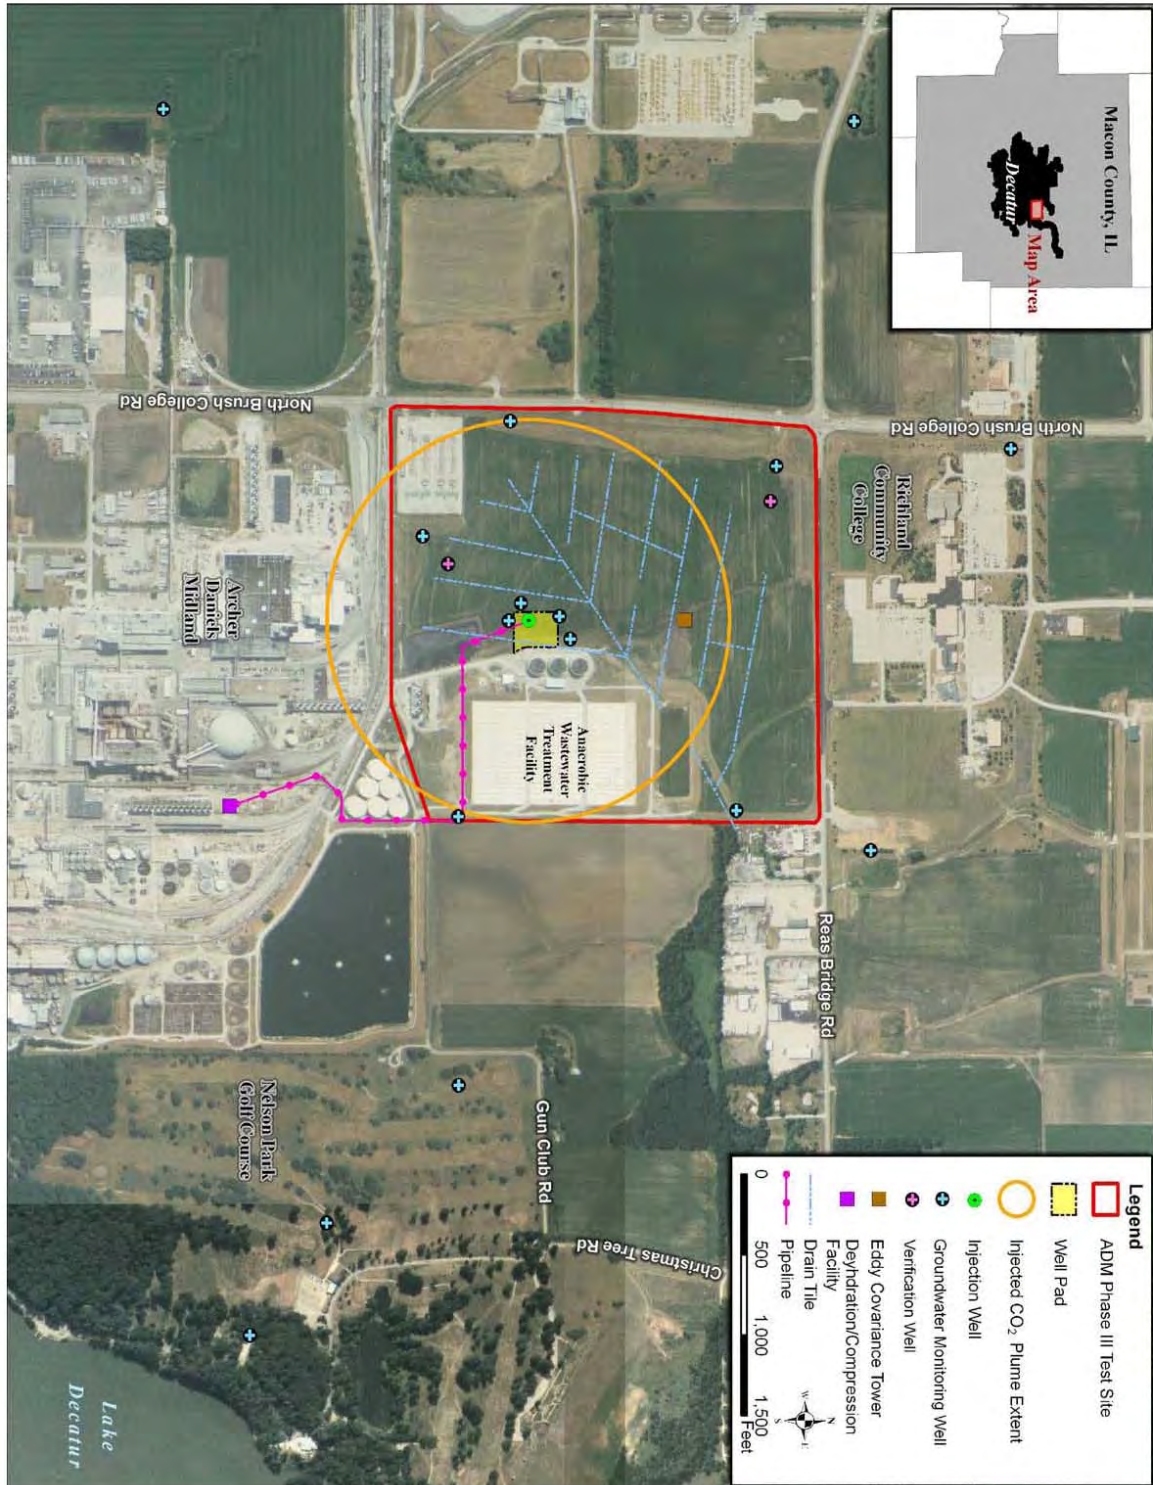 Macon County, IL
Decatur
Map Area
North Brush College Rd
North Brush College Rd
Richland
Community
College
Archer
Daniels
Midland
Anaerobic
Wastewater
Treatment
Facility
Reas Bridge Rd
Gun Club Rd
Christmas Tree Rd
Nelson Park
Golf Course
Lake
Decatur
Legend
ADM Phase III Test Site
Well Pad
Injected CO₂ Plume Extent
Injection Well
Groundwater Monitoring Well
Verification Well
Eddy Covariance Tower
Deyhdration/Compression
Facility
Drain Tile
Pipeline
0 500 1,000 1,500
Feet
N
W E
S